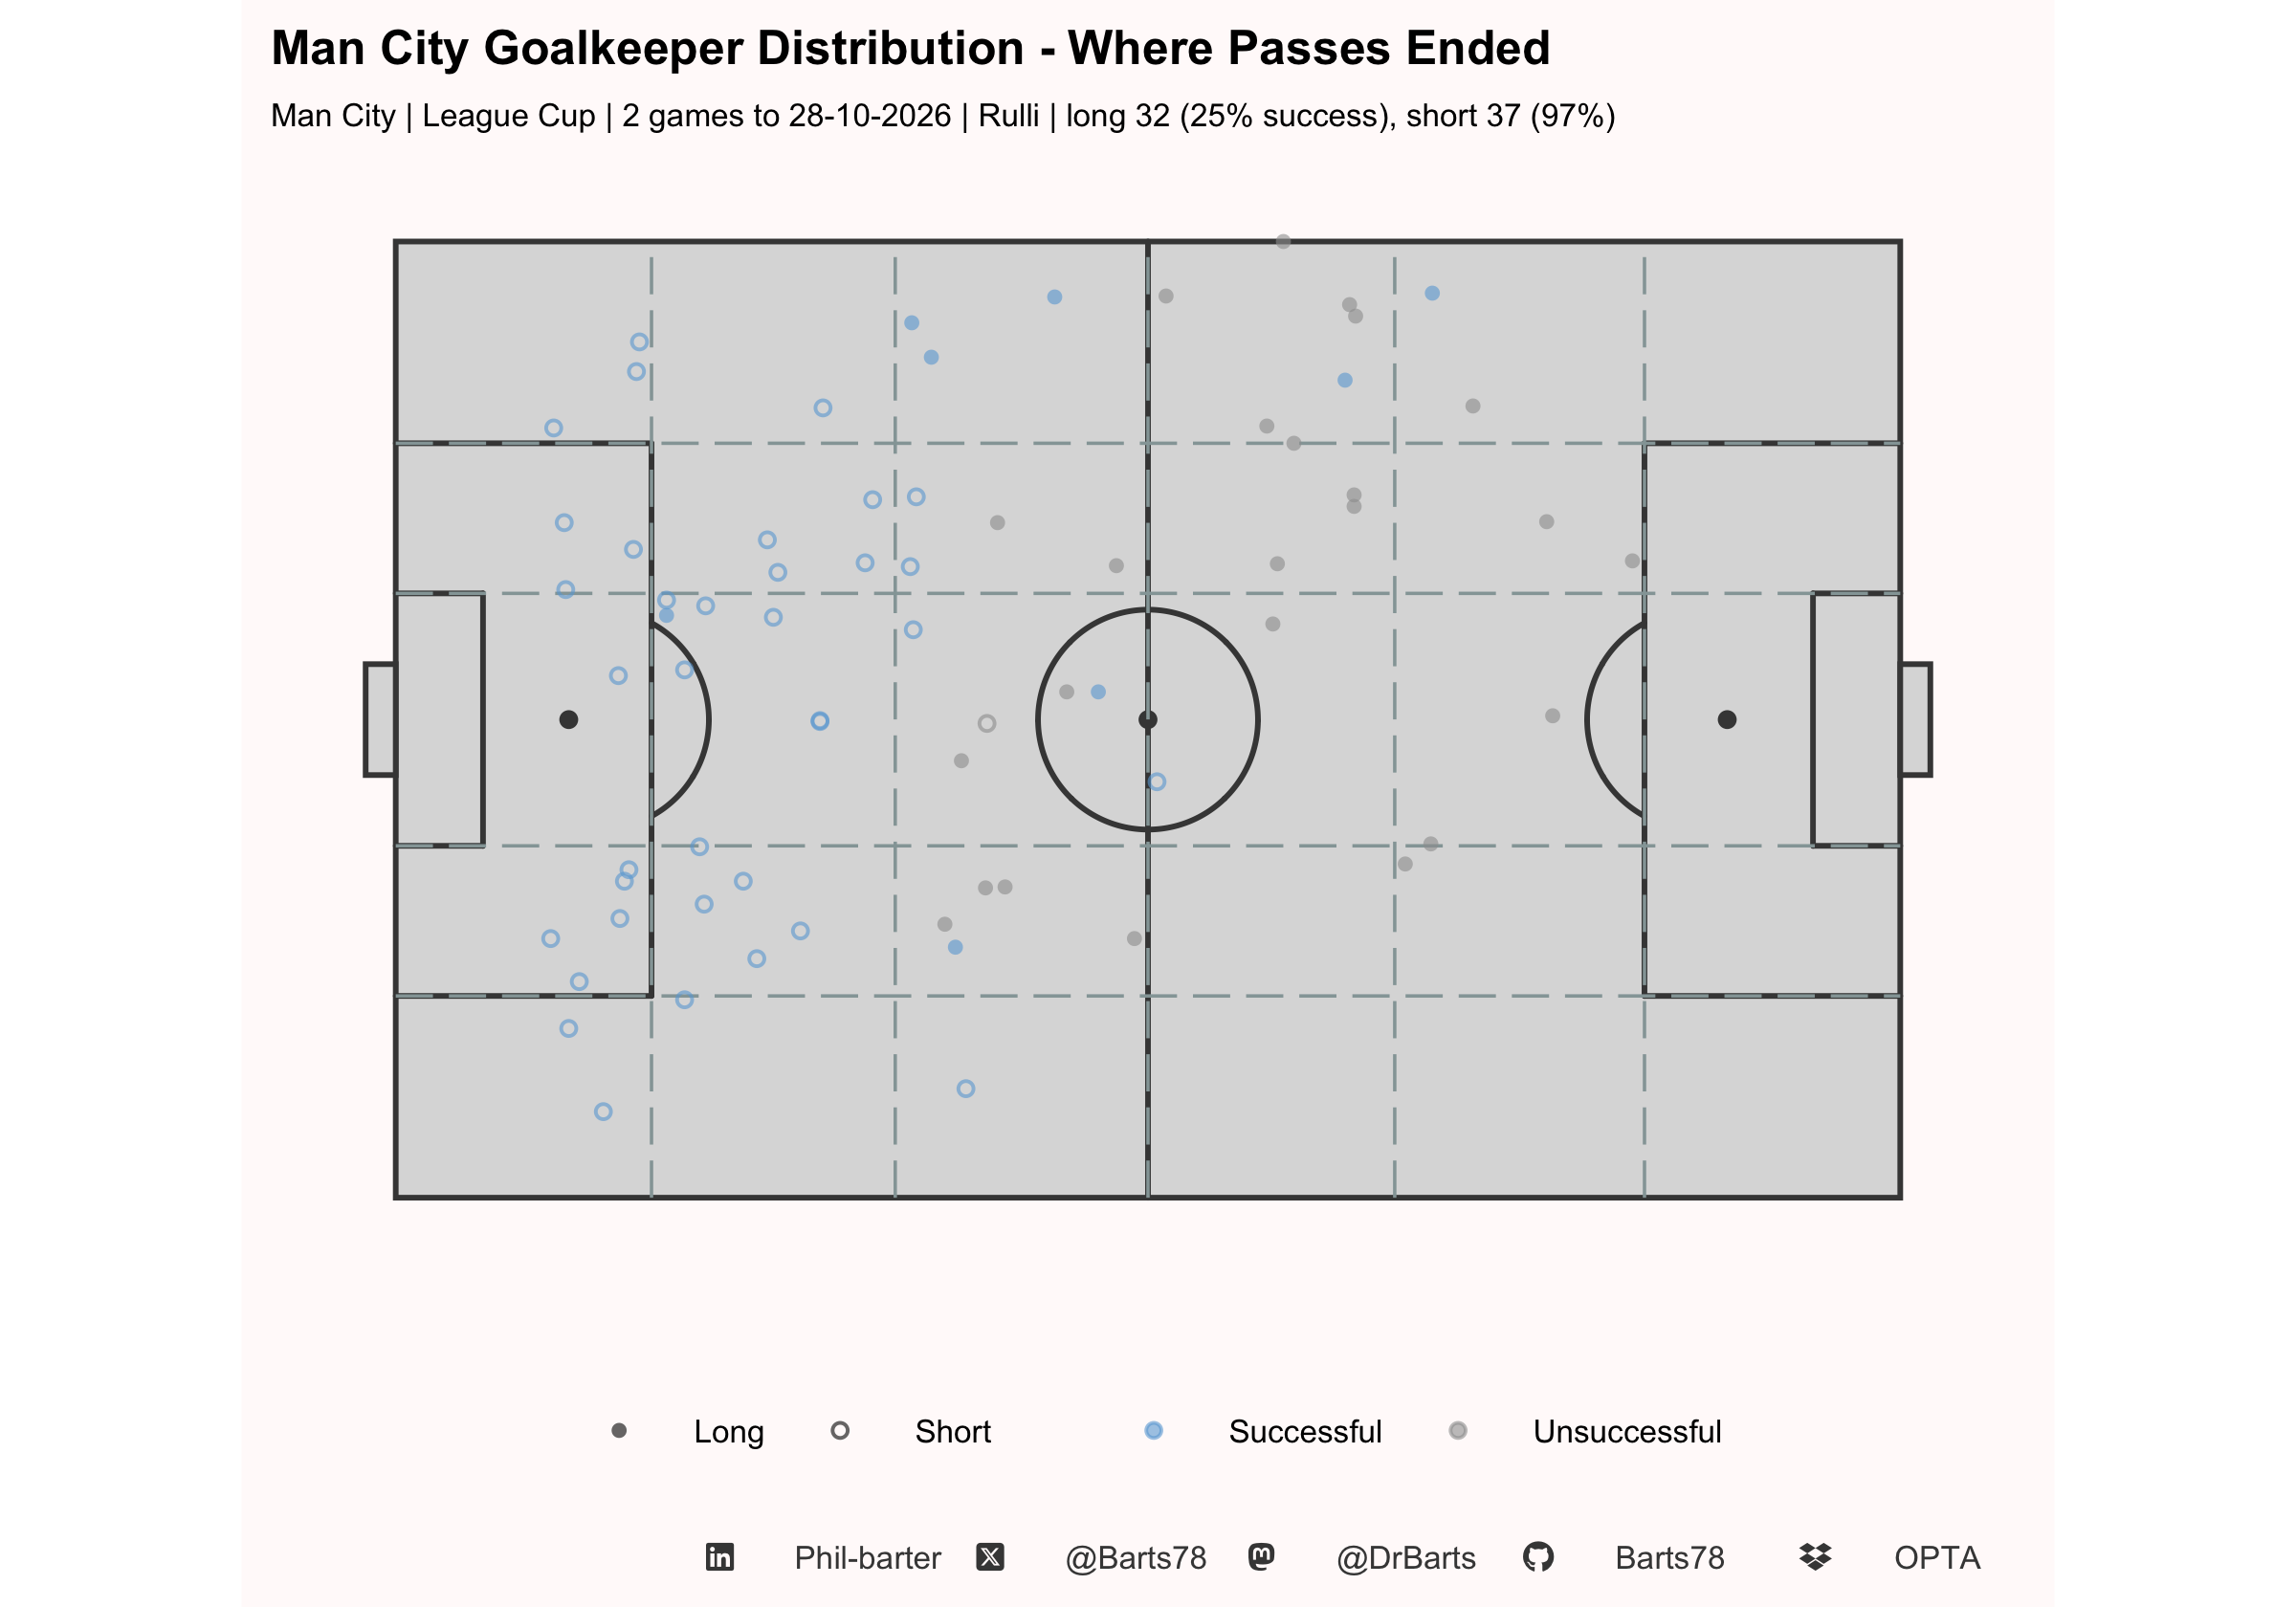 Man City Goalkeeper Distribution - Where Passes Ended
Man City | League Cup | 2 games to 28-10-2026 | Rulli | long 32 (25% success), short 37 (97%)
Long Short Successful Unsuccessful
Phil-barter @Barts78 @DrBarts Barts78 OPTA